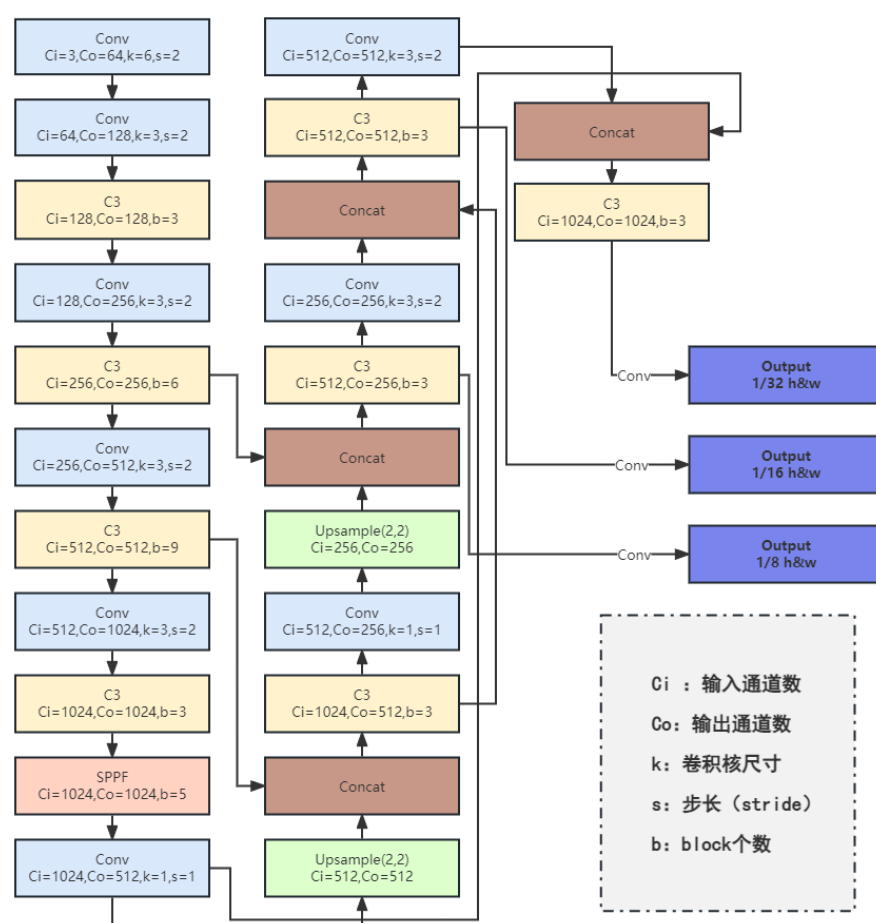 Conv
Ci=3,Co=64,k=6,s=2
Conv
Ci=64,Co=128,k=3,s=2
C3
Ci=128,Co=128,b=3
Conv
Ci=128,Co=256,k=3,s=2
C3
Ci=256,Co=256,b=6
Conv
Ci=256,Co=512,k=3,s=2
C3
Ci=512,Co=512,b=9
Conv
Ci=512,Co=1024,k=3,s=2
C3
Ci=1024,Co=1024,b=3
SPPF
Ci=1024,Co=1024,b=5
Conv
Ci=1024,Co=512,k=1,s=1
Conv
Ci=512,Co=512,k=3,s=2
C3
Ci=512,Co=512,b=3
Concat
Conv
Ci=256,Co=256,k=3,s=2
C3
Ci=512,Co=256,b=3
Concat
Upsample(2,2)
Ci=256,Co=256
Conv
Ci=512,Co=256,k=1,s=1
C3
Ci=1024,Co=512,b=3
Concat
Upsample(2,2)
Ci=512,Co=512
Concat
C3
Ci=1024,Co=1024,b=3
Conv
Output
1/32 h&w
Conv
Output
1/16 h&w
Conv
Output
1/8 h&w
Ci ：输入通道数
Co：输出通道数
k：卷积核尺寸
s：步长（stride）
b：block个数